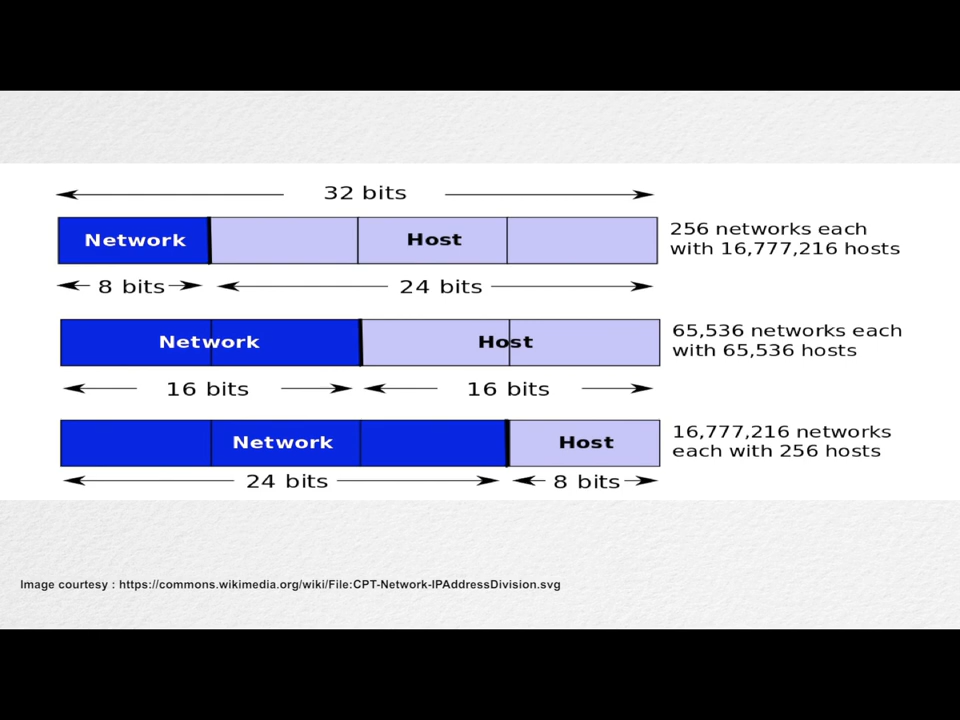 32 bits
Network
Host
256 networks each
with 16,777,216 hosts
8 bits
24 bits
Network
Host
65,536 networks each
with 65,536 hosts
16 bits
16 bits
Network
Host
16,777,216 networks
each with 256 hosts
24 bits
8 bits
Image courtesy : https://commons.wikimedia.org/wiki/File:CPT-Network-IPAddressDivision.svg